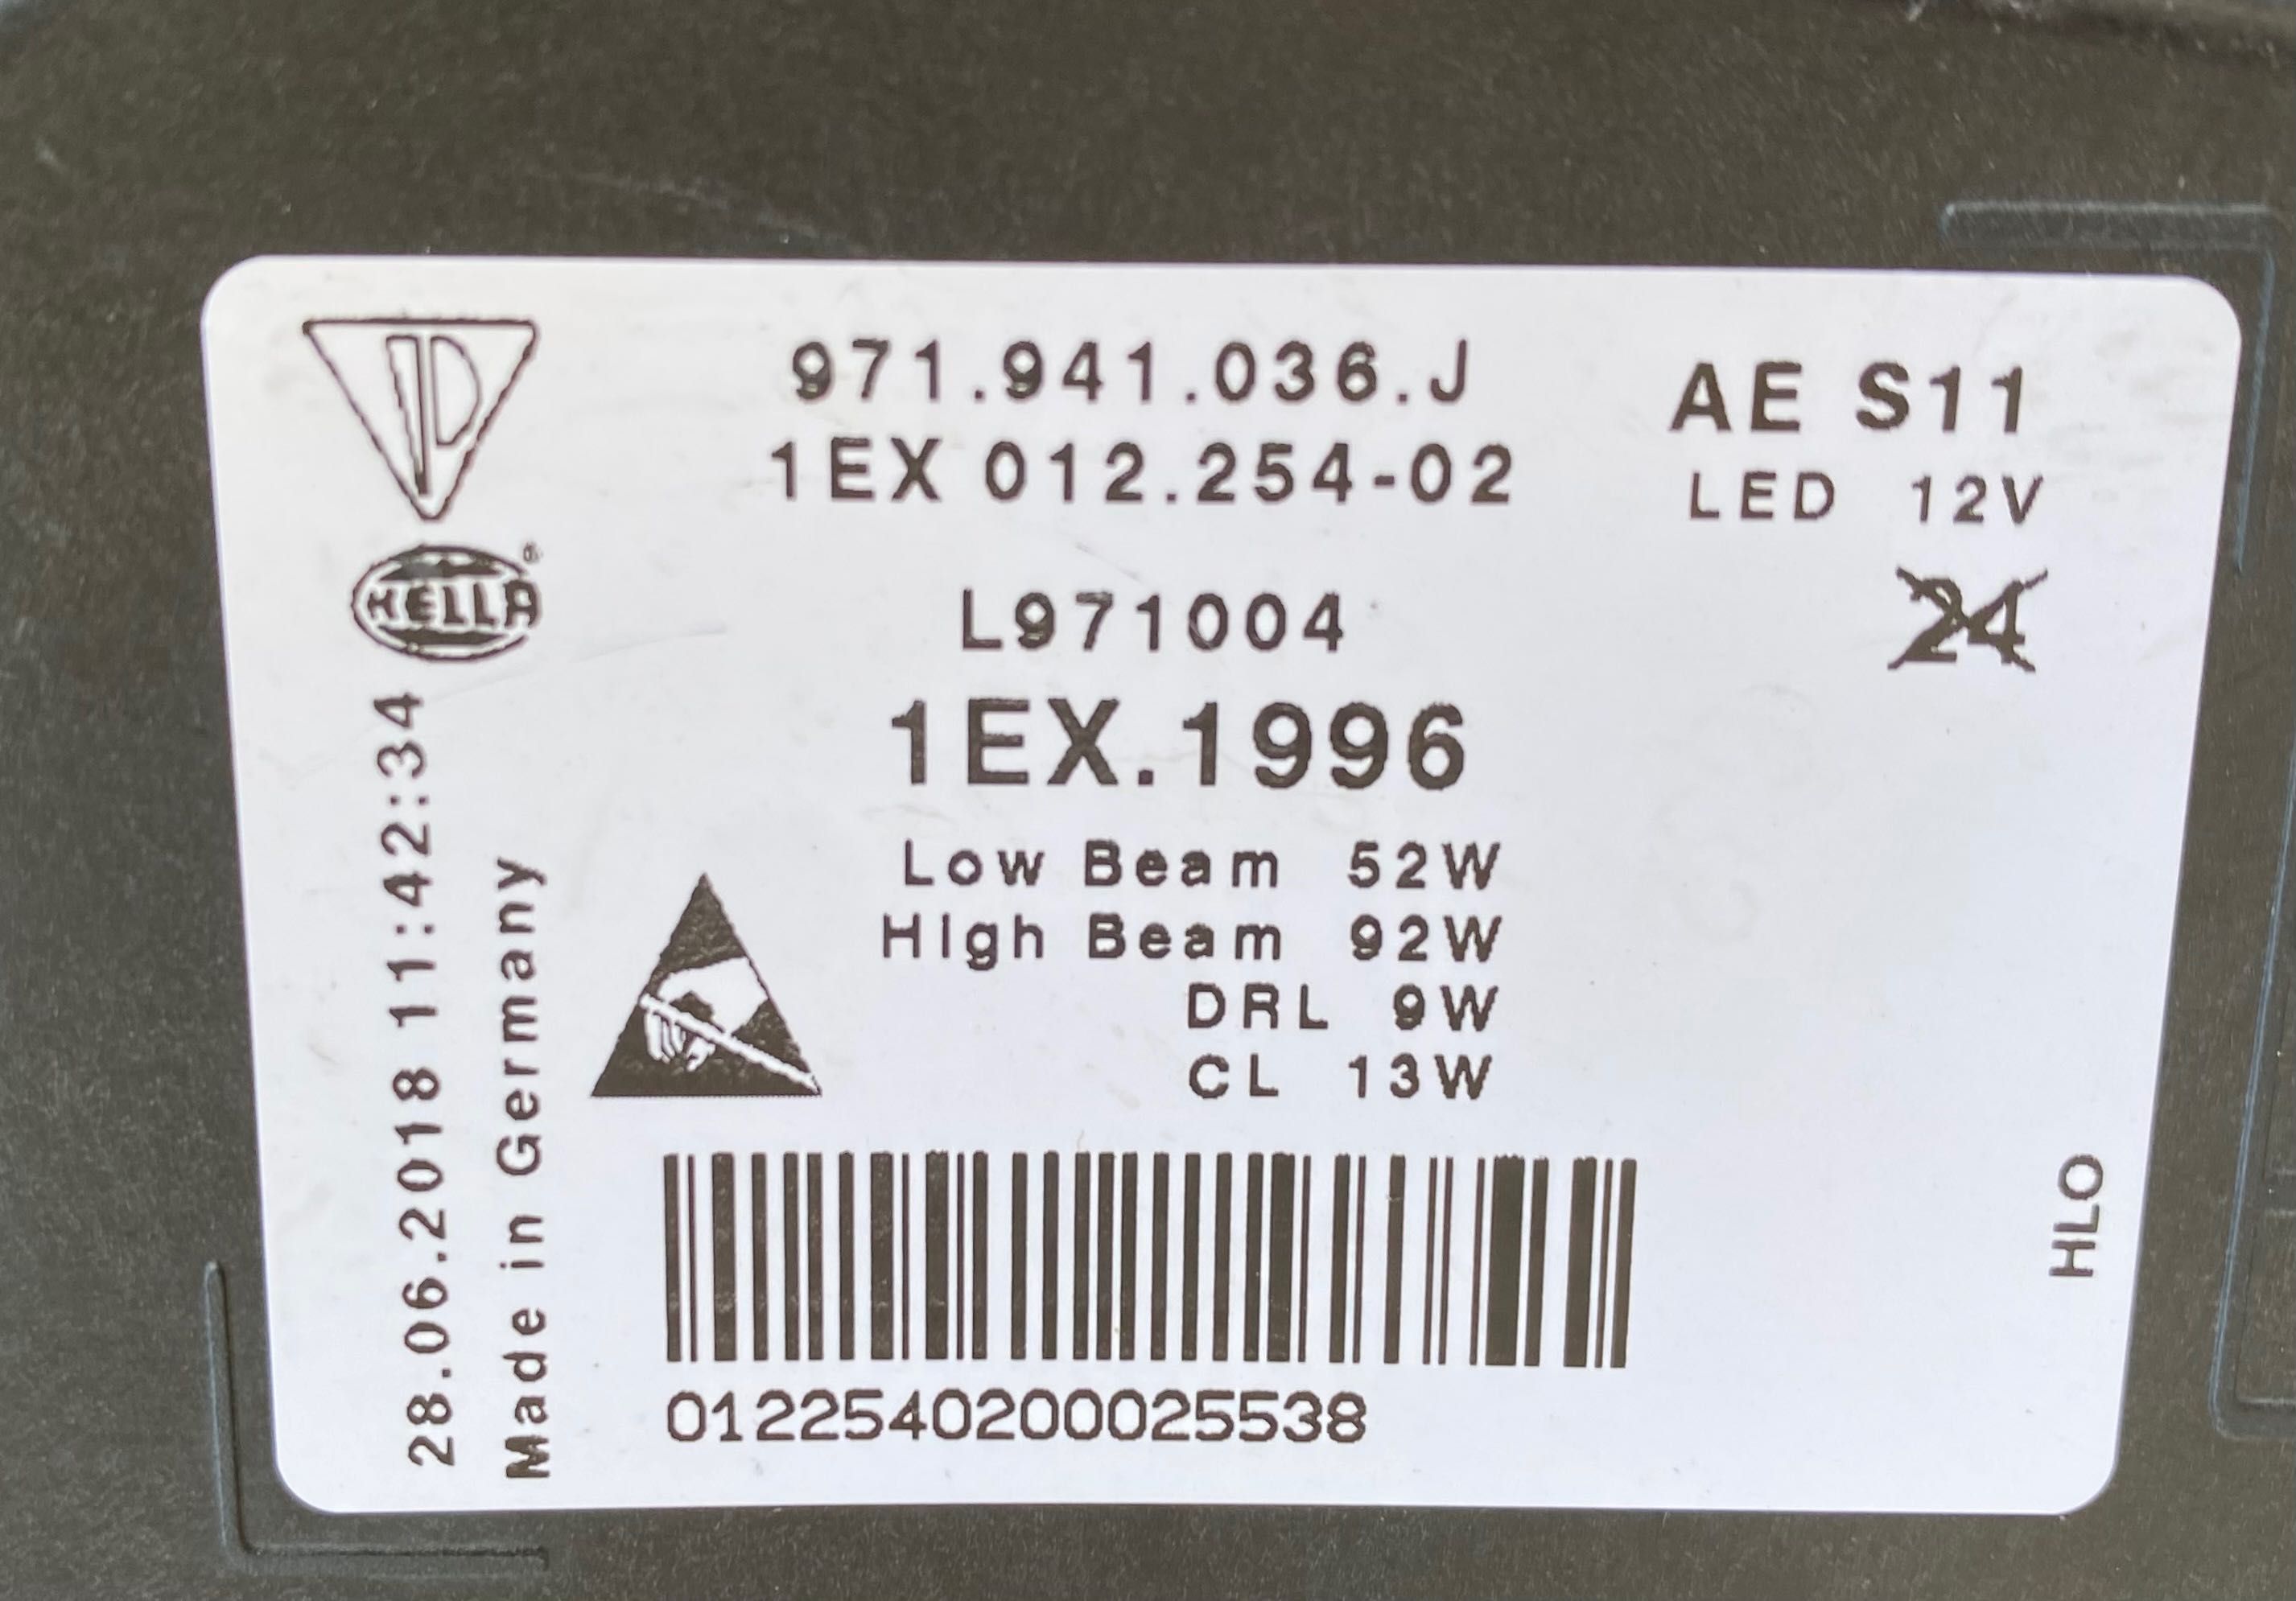 971.941.036.J
1EX 012.254-02
AE S11
LED 12V
24
HELLA®
L971004
1EX.1996
Low Beam 52W
High Beam 92W
DRL 9W
CL 13W
28.06.2018 11:42:34
Made in Germany
0122540200025538
HLO